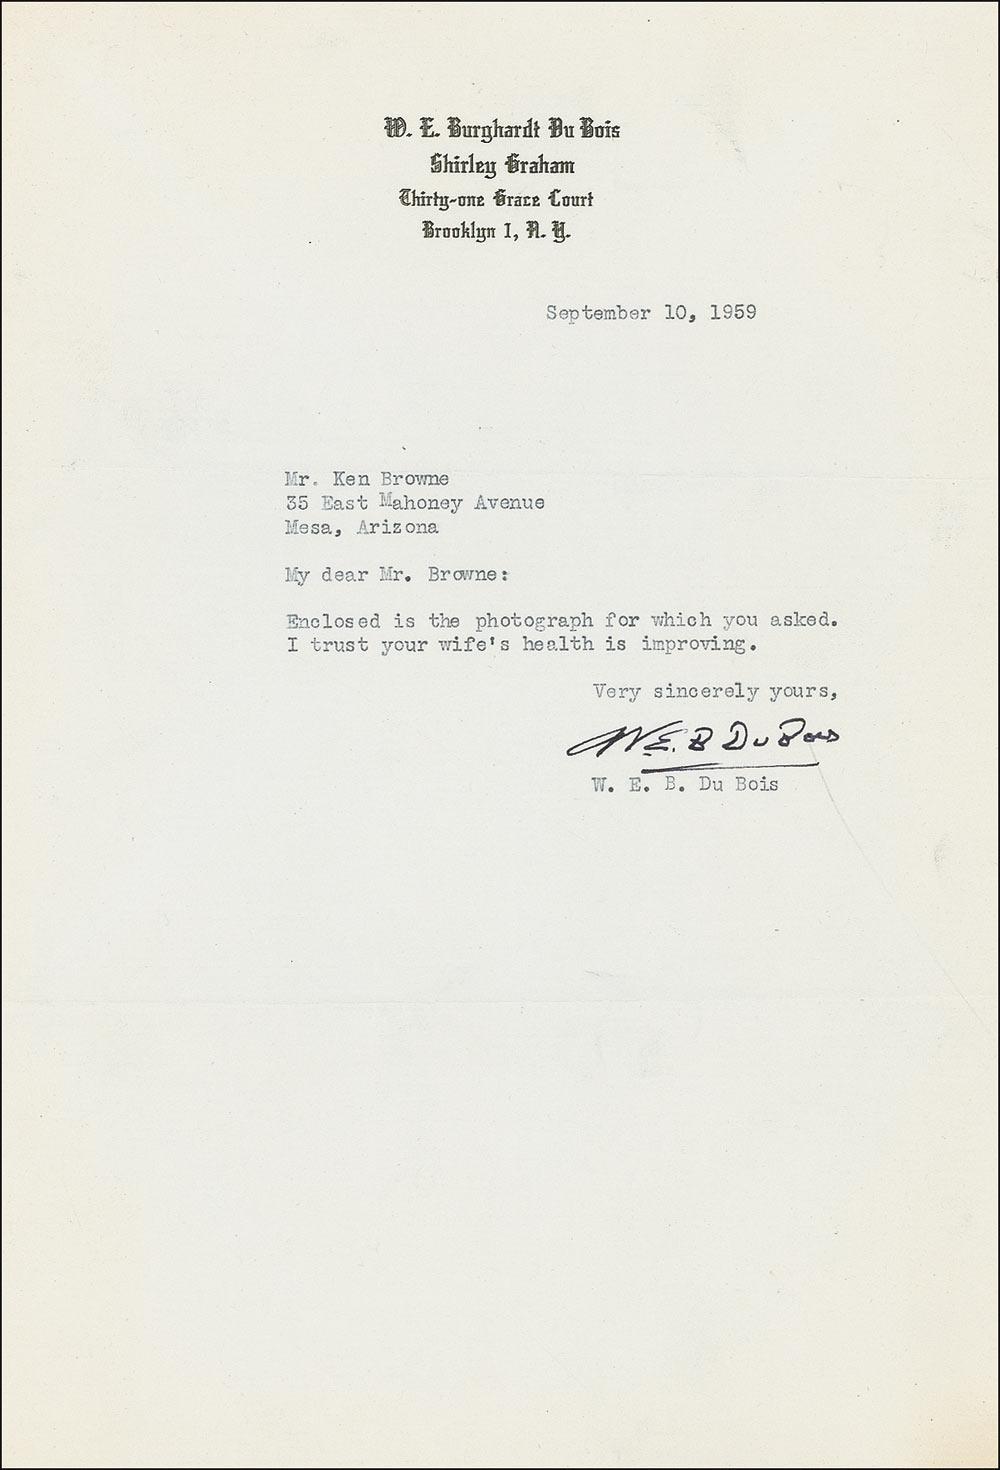 W. E. Burghardt Du Bois
Shirley Graham
Thirty-one Grace Court
Brooklyn 1, N. Y.
September 10, 1959
Mr. Ken Browne
35 East Mahoney Avenue
Mesa, Arizona
My dear Mr. Browne:
Enclosed is the photograph for which you asked.
I trust your wife's health is improving.
Very sincerely yours,
W.E.B Du Bois
W. E. B. Du Bois